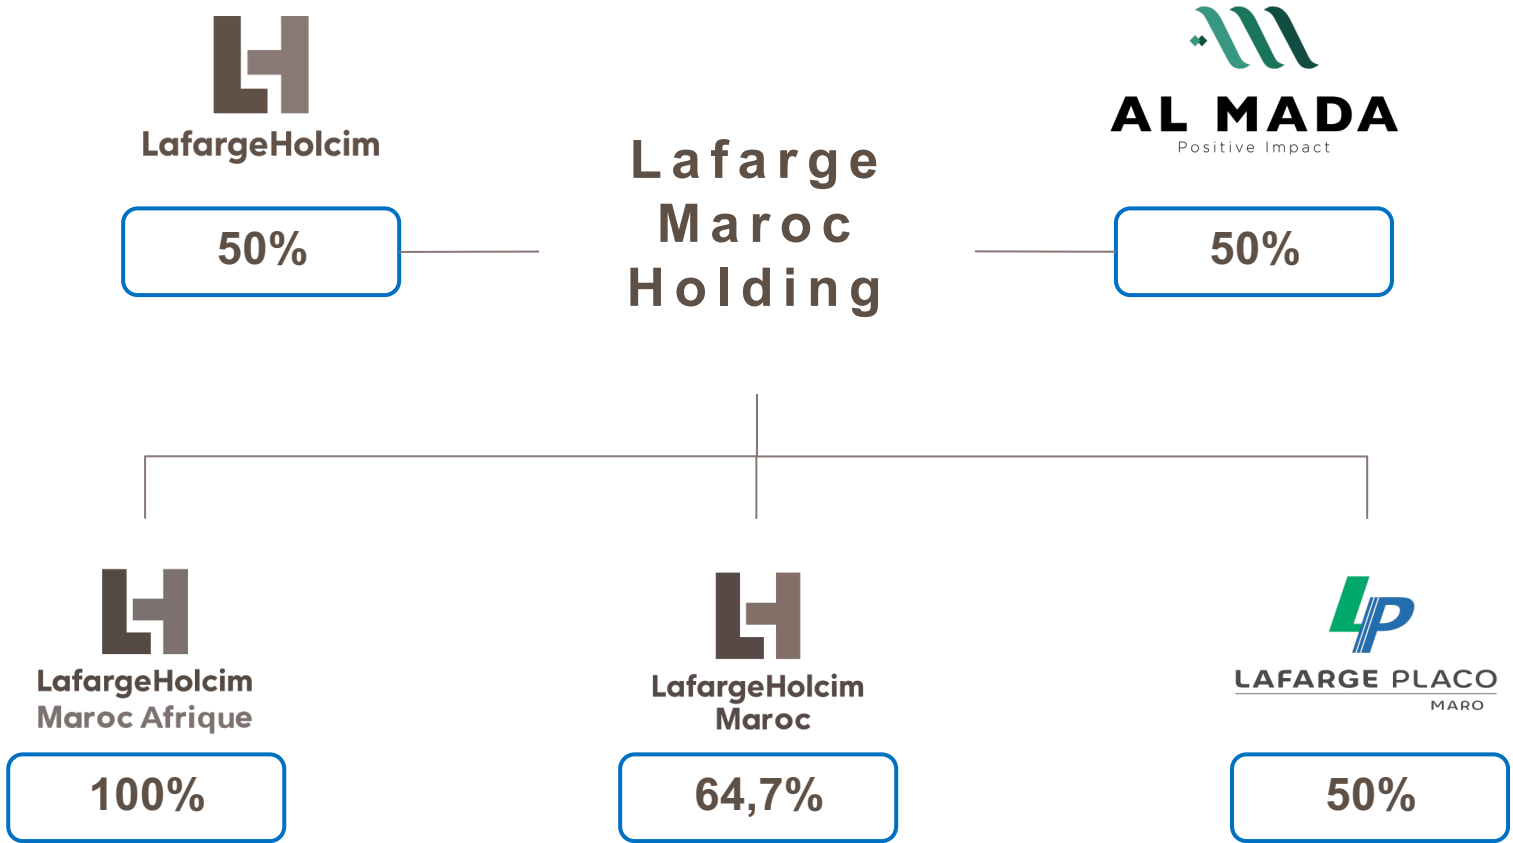 LafargeHolcim
50%
Lafarge
Maroc
Holding
AL MADA
Positive Impact
50%
LafargeHolcim
Maroc Afrique
100%
LafargeHolcim
Maroc
64,7%
LP
LAFARGE PLACO
MARO
50%